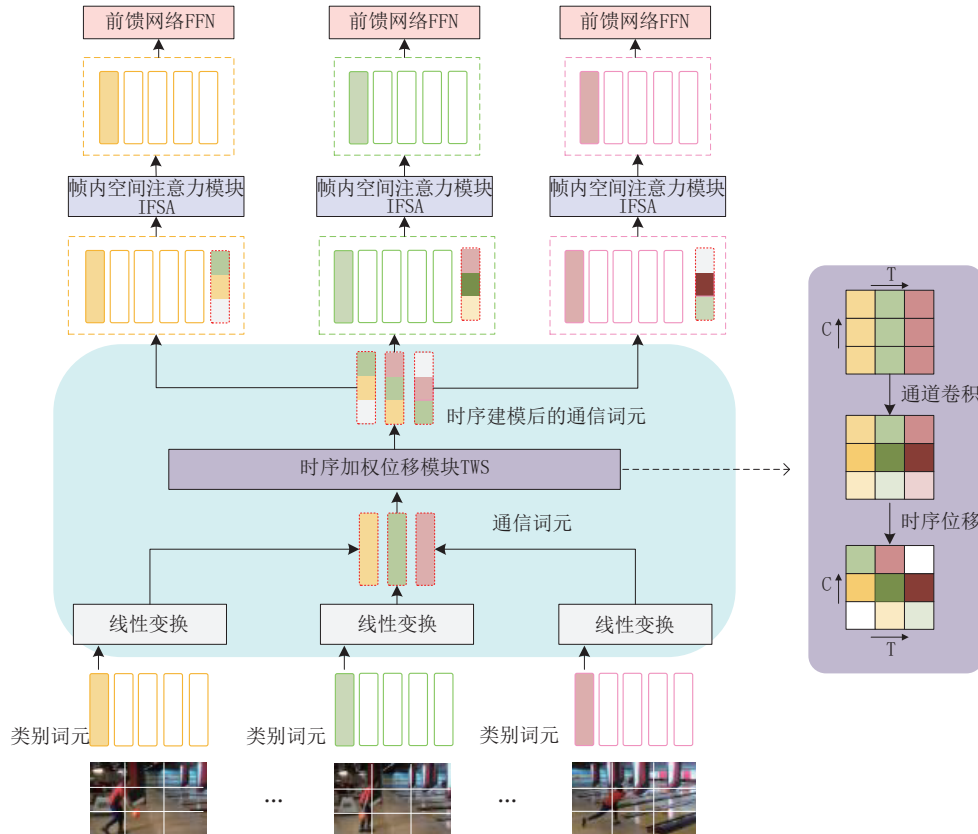 前馈网络FFN
前馈网络FFN
前馈网络FFN
帧内空间注意力模块
IFSA
帧内空间注意力模块
IFSA
帧内空间注意力模块
IFSA
时序建模后的通信词元
时序加权位移模块TWS
通信词元
线性变换
线性变换
线性变换
类别词元
类别词元
类别词元
...
...
T
C
通道卷积
时序位移
C
T